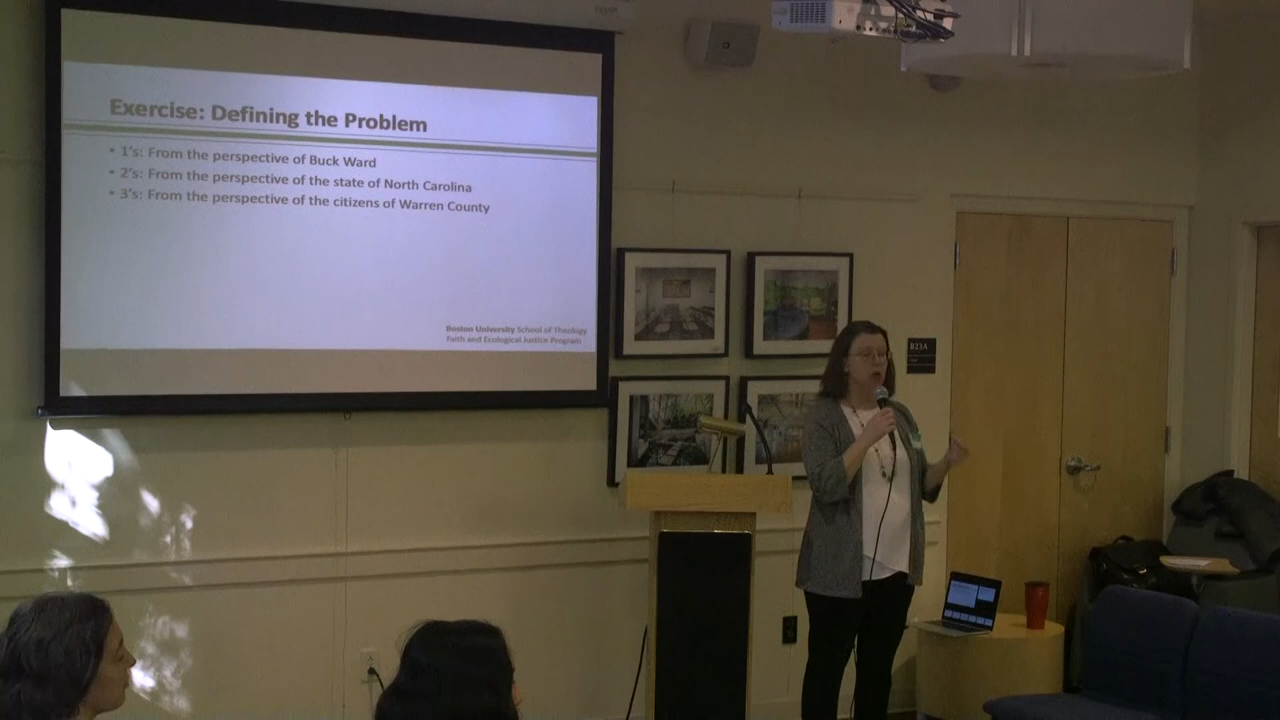 Exercise: Defining the Problem
• 1's: From the perspective of Buck Ward
• 2's: From the perspective of the state of North Carolina
• 3's: From the perspective of the citizens of Warren County
Boston University School of Theology
Faith and Ecological Justice Program
B23A